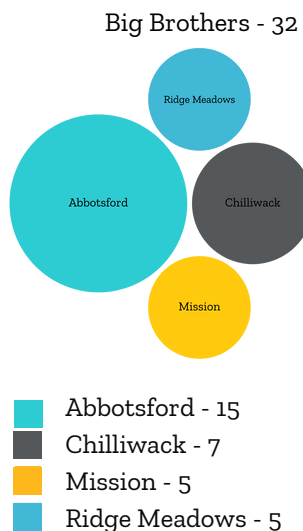 Big Brothers - 32
Ridge Meadows
Abbotsford
Chilliwack
Mission
Abbotsford - 15
Chilliwack - 7
Mission - 5
Ridge Meadows - 5